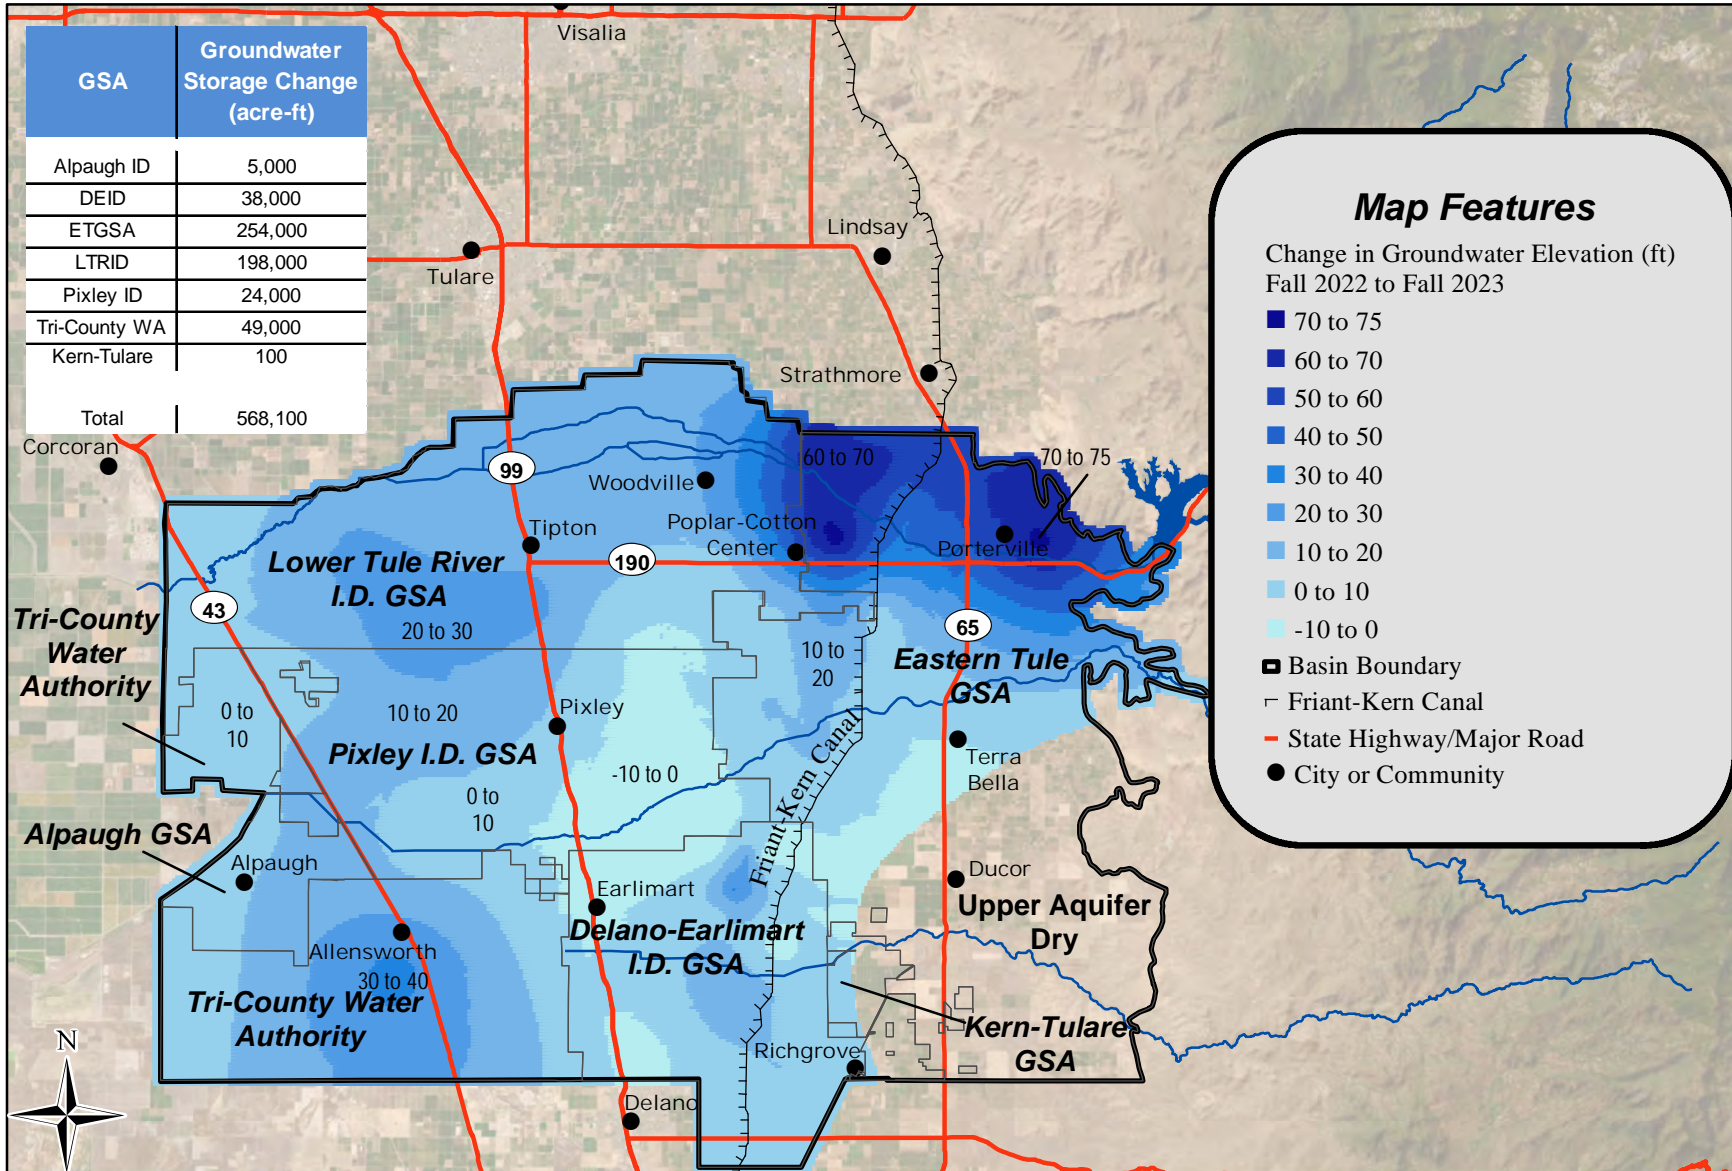 GSA
Groundwater
Storage Change
(acre-ft)
Alpaugh ID 5,000
DEID 38,000
ETGSA 254,000
LTRID 198,000
Pixley ID 24,000
Tri-County WA 49,000
Kern-Tulare 100
Total 568,100
Visalia
Lindsay
Tulare
Strathmore
Corcoran
Map Features
Change in Groundwater Elevation (ft)
Fall 2022 to Fall 2023
70 to 75
60 to 70
50 to 60
40 to 50
30 to 40
20 to 30
10 to 20
0 to 10
-10 to 0
Basin Boundary
Friant-Kern Canal
State Highway/Major Road
City or Community
99
60 to 70
70 to 75
Woodville
Poplar-Cotton
Center
Tipton
Porterville
190
Lower Tule River
I.D. GSA
20 to 30
43
65
Tri-County
Water
Authority
10 to
20
Eastern Tule
GSA
0 to
10
10 to 20
Pixley
Pixley I.D. GSA
-10 to 0
Friant-Kern Canal
Terra
Bella
0 to
10
Alpaugh GSA
Alpaugh
Earlimart
Ducor
Upper Aquifer
Dry
Delano-Earlimart
I.D. GSA
Allensworth
30 to 40
Tri-County Water
Authority
Kern-Tulare
GSA
Richgrove
Delano
N